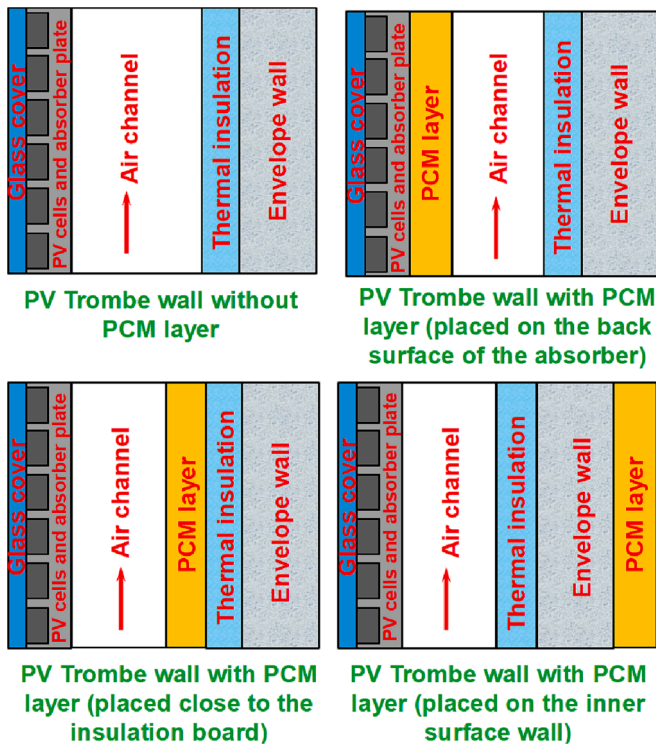 Glass cover
PV cells and absorber plate
Air channel
Thermal insulation
Envelope wall
PV Trombe wall without
PCM layer
Glass cover
PV cells and absorber plate
PCM layer
Air channel
Thermal insulation
Envelope wall
PV Trombe wall with PCM
layer (placed on the back
surface of the absorber)
Glass cover
PV cells and absorber plate
Air channel
PCM layer
Thermal insulation
Envelope wall
PV Trombe wall with PCM
layer (placed close to the
insulation board)
Glass cover
PV cells and absorber plate
Air channel
Thermal insulation
Envelope wall
PCM layer
PV Trombe wall with PCM
layer (placed on the inner
surface wall)